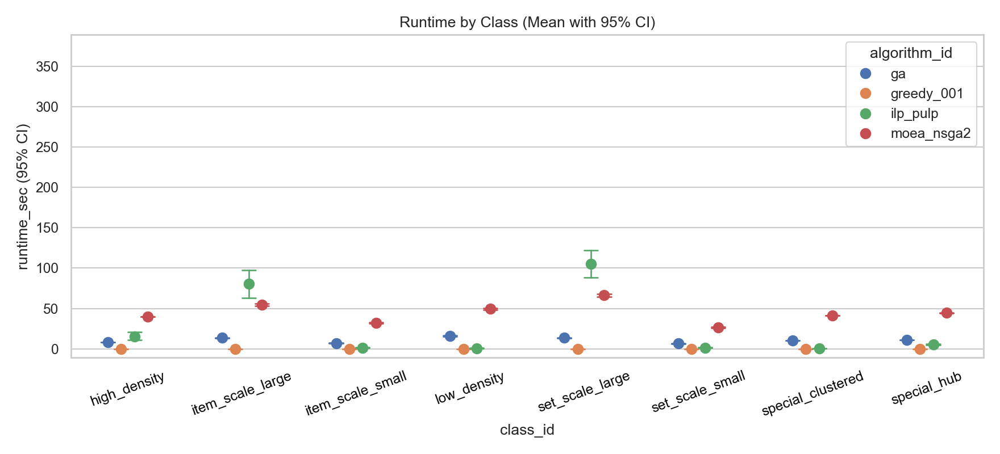 Runtime by Class (Mean with 95% CI)
algorithm_id
ga
greedy_001
ilp_pulp
moea_nsga2
runtime_sec (95% CI)
350
300
250
200
150
100
50
0
high_density
item_scale_large
item_scale_small
low_density
set_scale_large
set_scale_small
special_clustered
special_hub
class_id